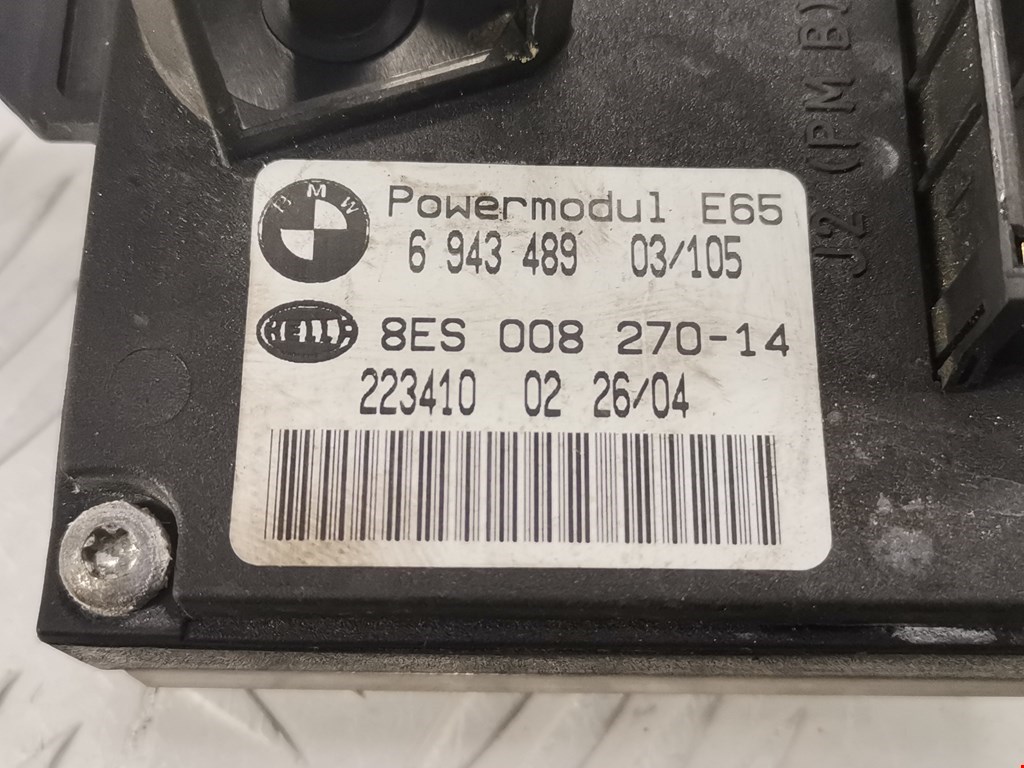 BMW Powermodul E65
6 943 489 03/105
HELLA 8ES 008 270-14
223410 02 26/04
J2 (PM B)